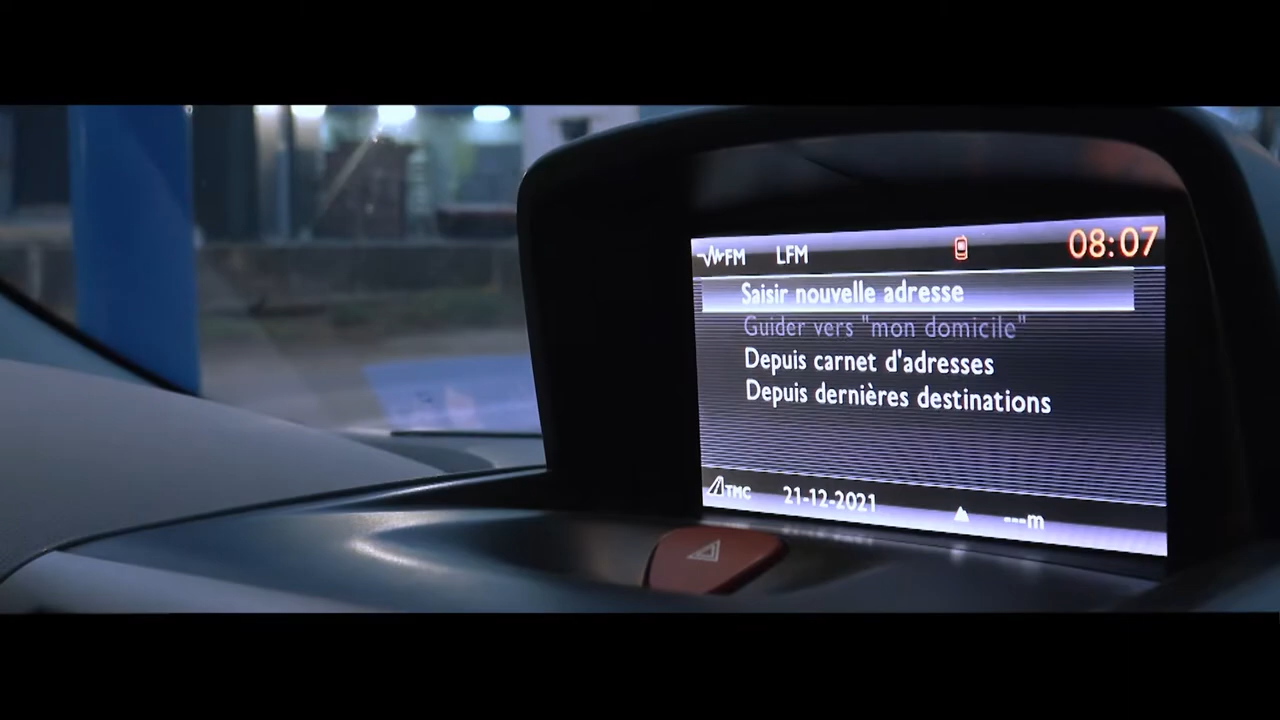 FM LFM 08:07
Saisir nouvelle adresse
Guider vers "mon domicile"
Depuis carnet d'adresses
Depuis dernières destinations
TMC 21-12-2021 ---m